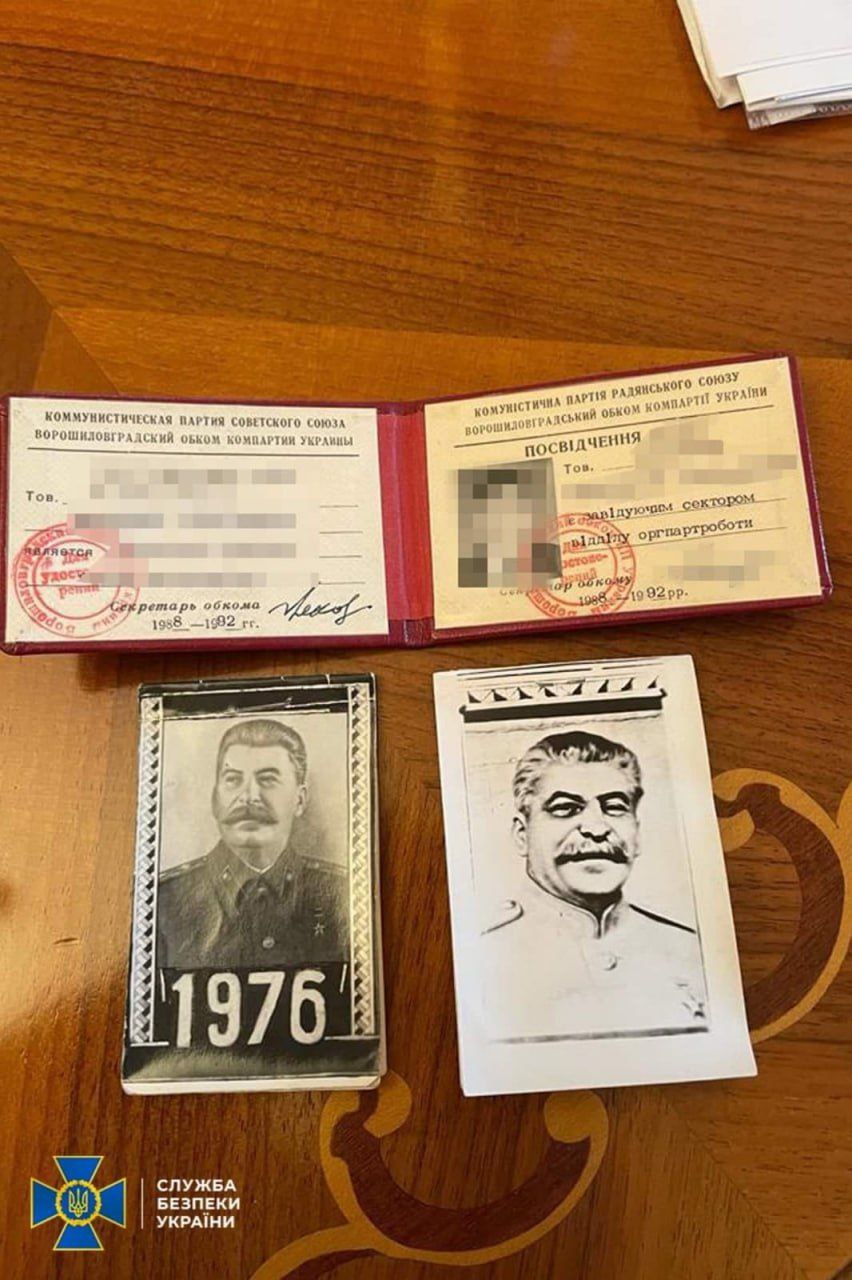 КОММУНИСТИЧЕСКАЯ ПАРТИЯ СОВЕТСКОГО СОЮЗА
ВОРОШИЛОВГРАДСКИЙ ОБКОМ КОМПАРТИИ УКРАИНЫ
Тов.
является
Для
удостоверений
Секретарь обкома
1988 —1992 гг.
КОМУНІСТИЧНА ПАРТІЯ РАДЯНСЬКОГО СОЮЗУ
ВОРОШИЛОВГРАДСЬКИЙ ОБКОМ КОМПАРТІЇ УКРАЇНИ
ПОСВІДЧЕННЯ
Тов.
є завідуючим сектором
відділу оргпартроботи
Секретар обкому
1988 —1992 рр.
1976
СЛУЖБА
БЕЗПЕКИ
УКРАЇНИ